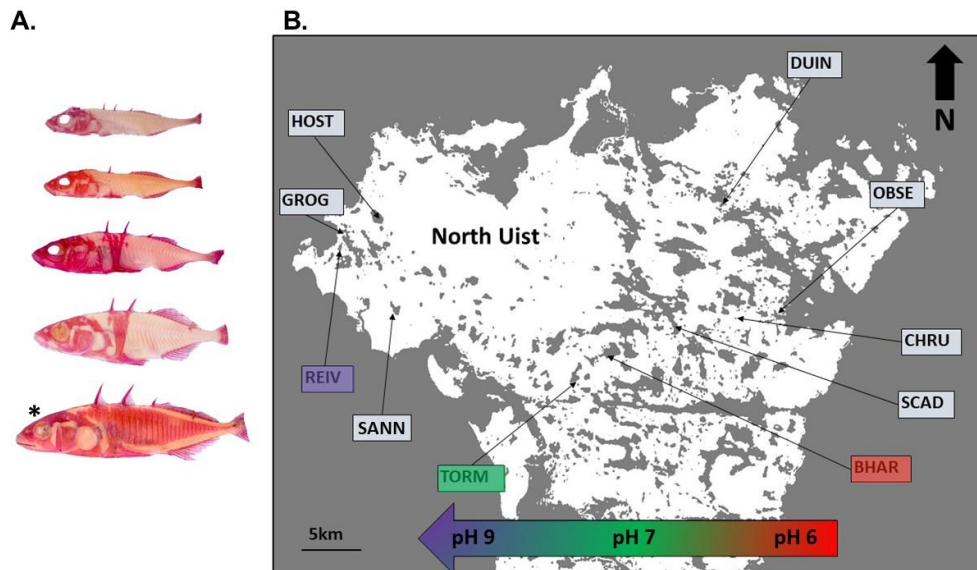 A.
B.
DUIN
HOST
OBSE
GROG
North Uist
N
REIV
CHRU
SANN
SCAD
TORM
BHAR
*
5km
pH 9 pH 7 pH 6